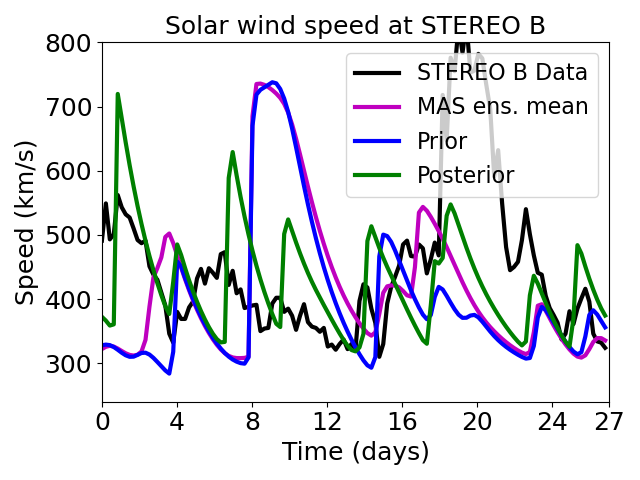 Solar wind speed at STEREO B
800
700
600
500
400
300
Speed (km/s)
STEREO B Data
MAS ens. mean
Prior
Posterior
0 4 8 12 16 20 24 27
Time (days)